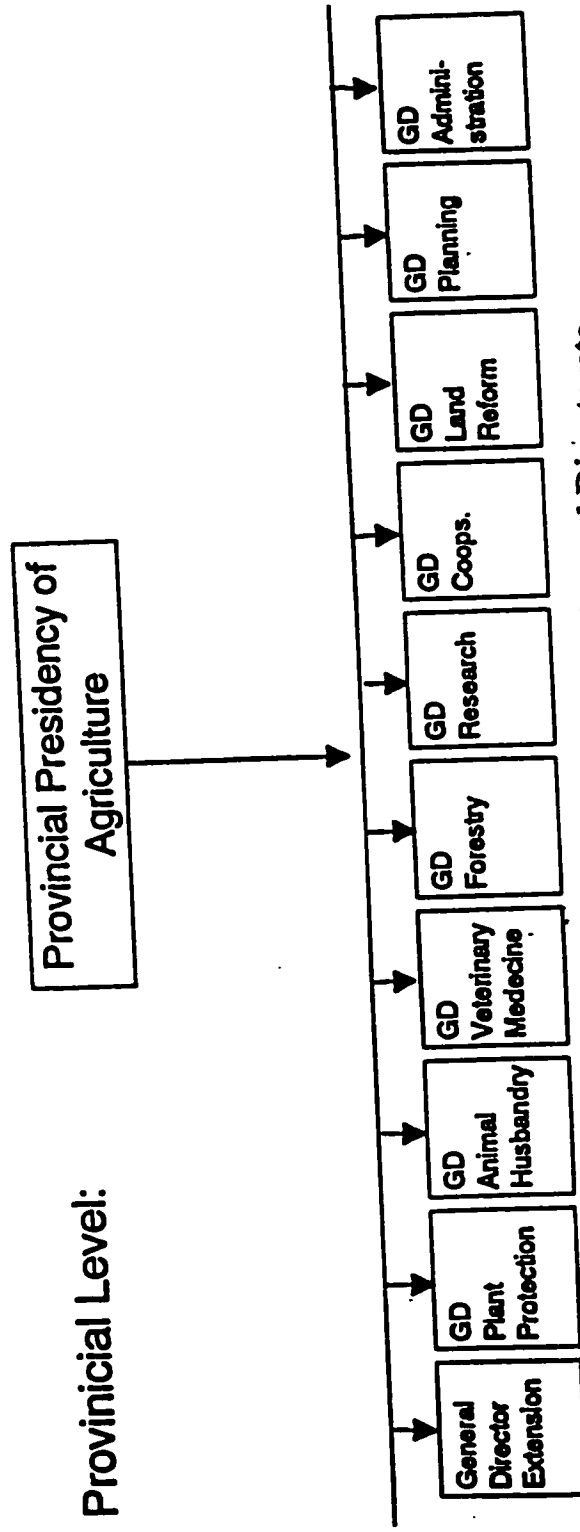 Provinicial Level:
Provincial Presidency of
Agriculture
General
Director
Extension
GD
Plant
Protection
GD
Animal
Husbandry
GD
Veterinary
Medecine
GD
Forestry
GD
Research
GD
Coops.
GD
Land
Reform
GD
Planning
GD
Admini-
stration